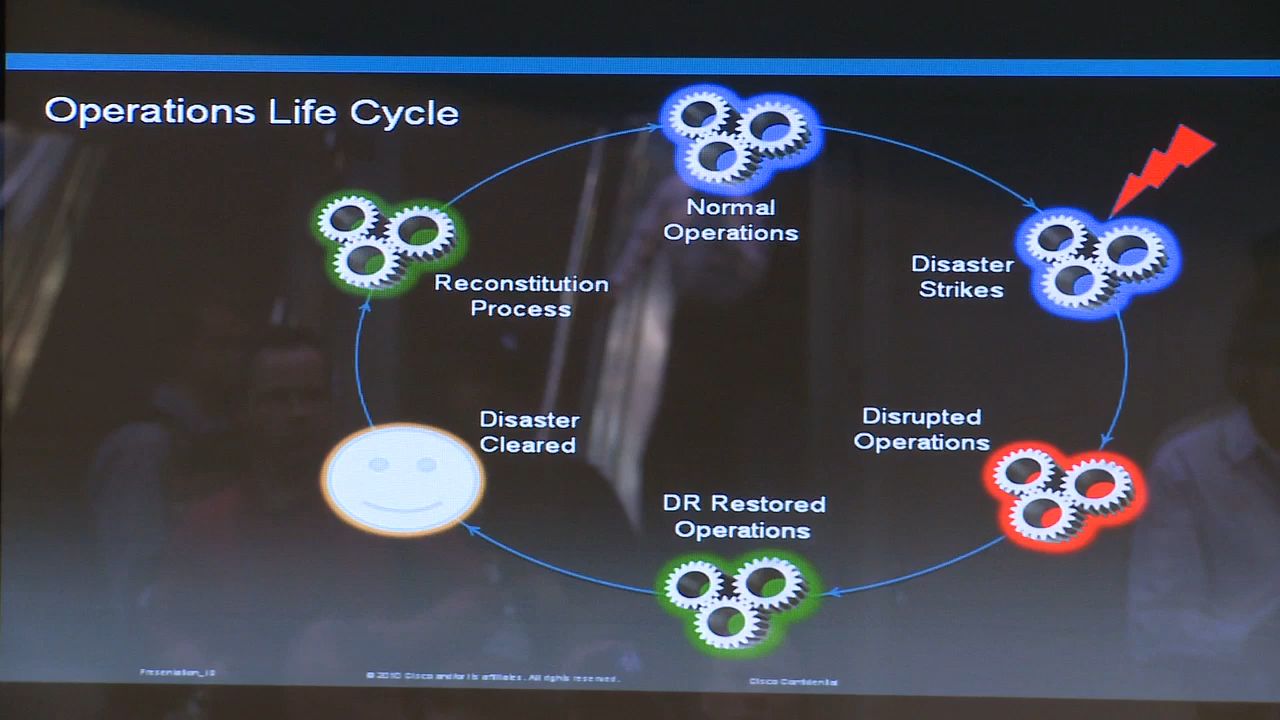 Operations Life Cycle
Normal
Operations
Disaster
Strikes
Disrupted
Operations
DR Restored
Operations
Disaster
Cleared
Reconstitution
Process
Presentation_ID
© 2010 Cisco and/or its affiliates. All rights reserved.
Cisco Confidential